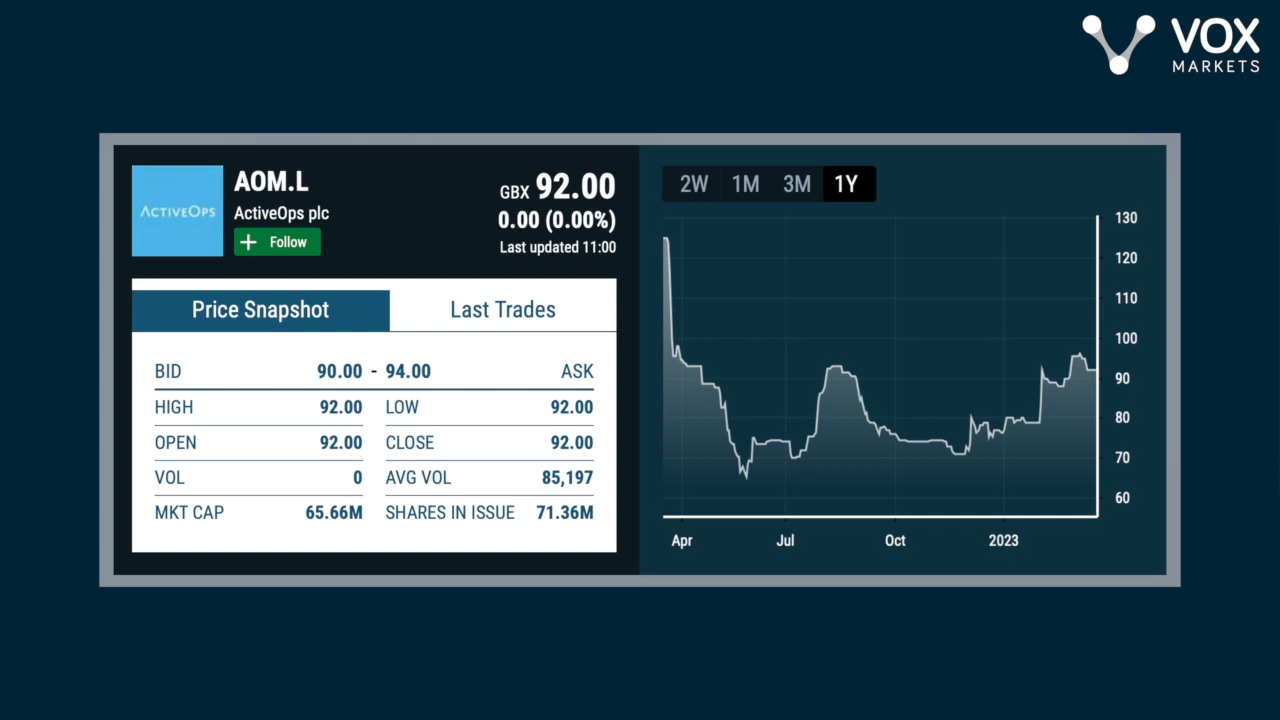 VOX
MARKETS
ACTIVEOPS
AOM.L
ActiveOps plc
+ Follow
GBX 92.00
0.00 (0.00%)
Last updated 11:00
Price Snapshot Last Trades
BID 90.00 - 94.00 ASK
HIGH 92.00 LOW 92.00
OPEN 92.00 CLOSE 92.00
VOL 0 AVG VOL 85,197
MKT CAP 65.66M SHARES IN ISSUE 71.36M
2W 1M 3M 1Y
130
120
110
100
90
80
70
60
Apr Jul Oct 2023